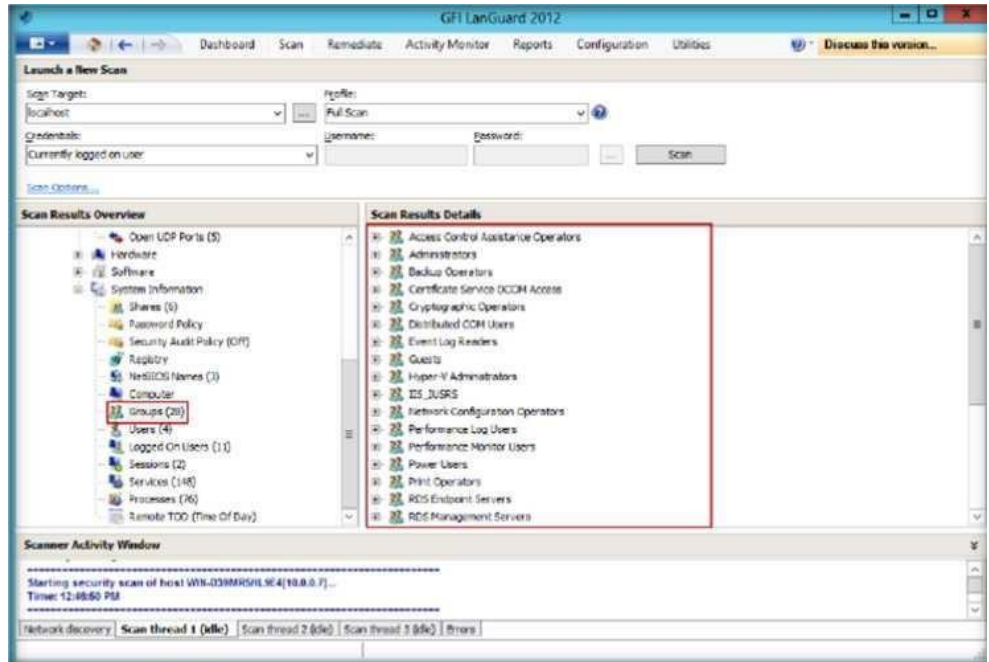 GFI LanGuard 2012
Dashboard Scan Remediate Activity Monitor Reports Configuration Utilities Discuss this version...
Launch a New Scan
Scan Target: Profile:
localhost ... Full Scan
Credentials: Username: Password:
Currently logged on user ... Scan
Scan Options...
Scan Results Overview
Open UDP Ports (5)
Hardware
Software
System Information
Shares (6)
Password Policy
Security Audit Policy (Off)
Registry
NetBIOS Names (3)
Computer
Groups (28)
Users (4)
Logged On Users (11)
Sessions (2)
Services (148)
Processes (76)
Remote TOD (Time Of Day)
Scan Results Details
Access Control Assistance Operators
Administrators
Backup Operators
Certificate Service DCOM Access
Cryptographic Operators
Distributed COM Users
Event Log Readers
Guests
Hyper-V Administrators
IIS_IUSRS
Network Configuration Operators
Performance Log Users
Performance Monitor Users
Power Users
Print Operators
RDS Endpoint Servers
RDS Management Servers
Scanner Activity Window
Starting security scan of host [10.0.0.7]...
Time: 12:46:50 PM
Network discovery Scan thread 1 (idle) Scan thread 2 (idle) Scan thread 3 (idle) Errors